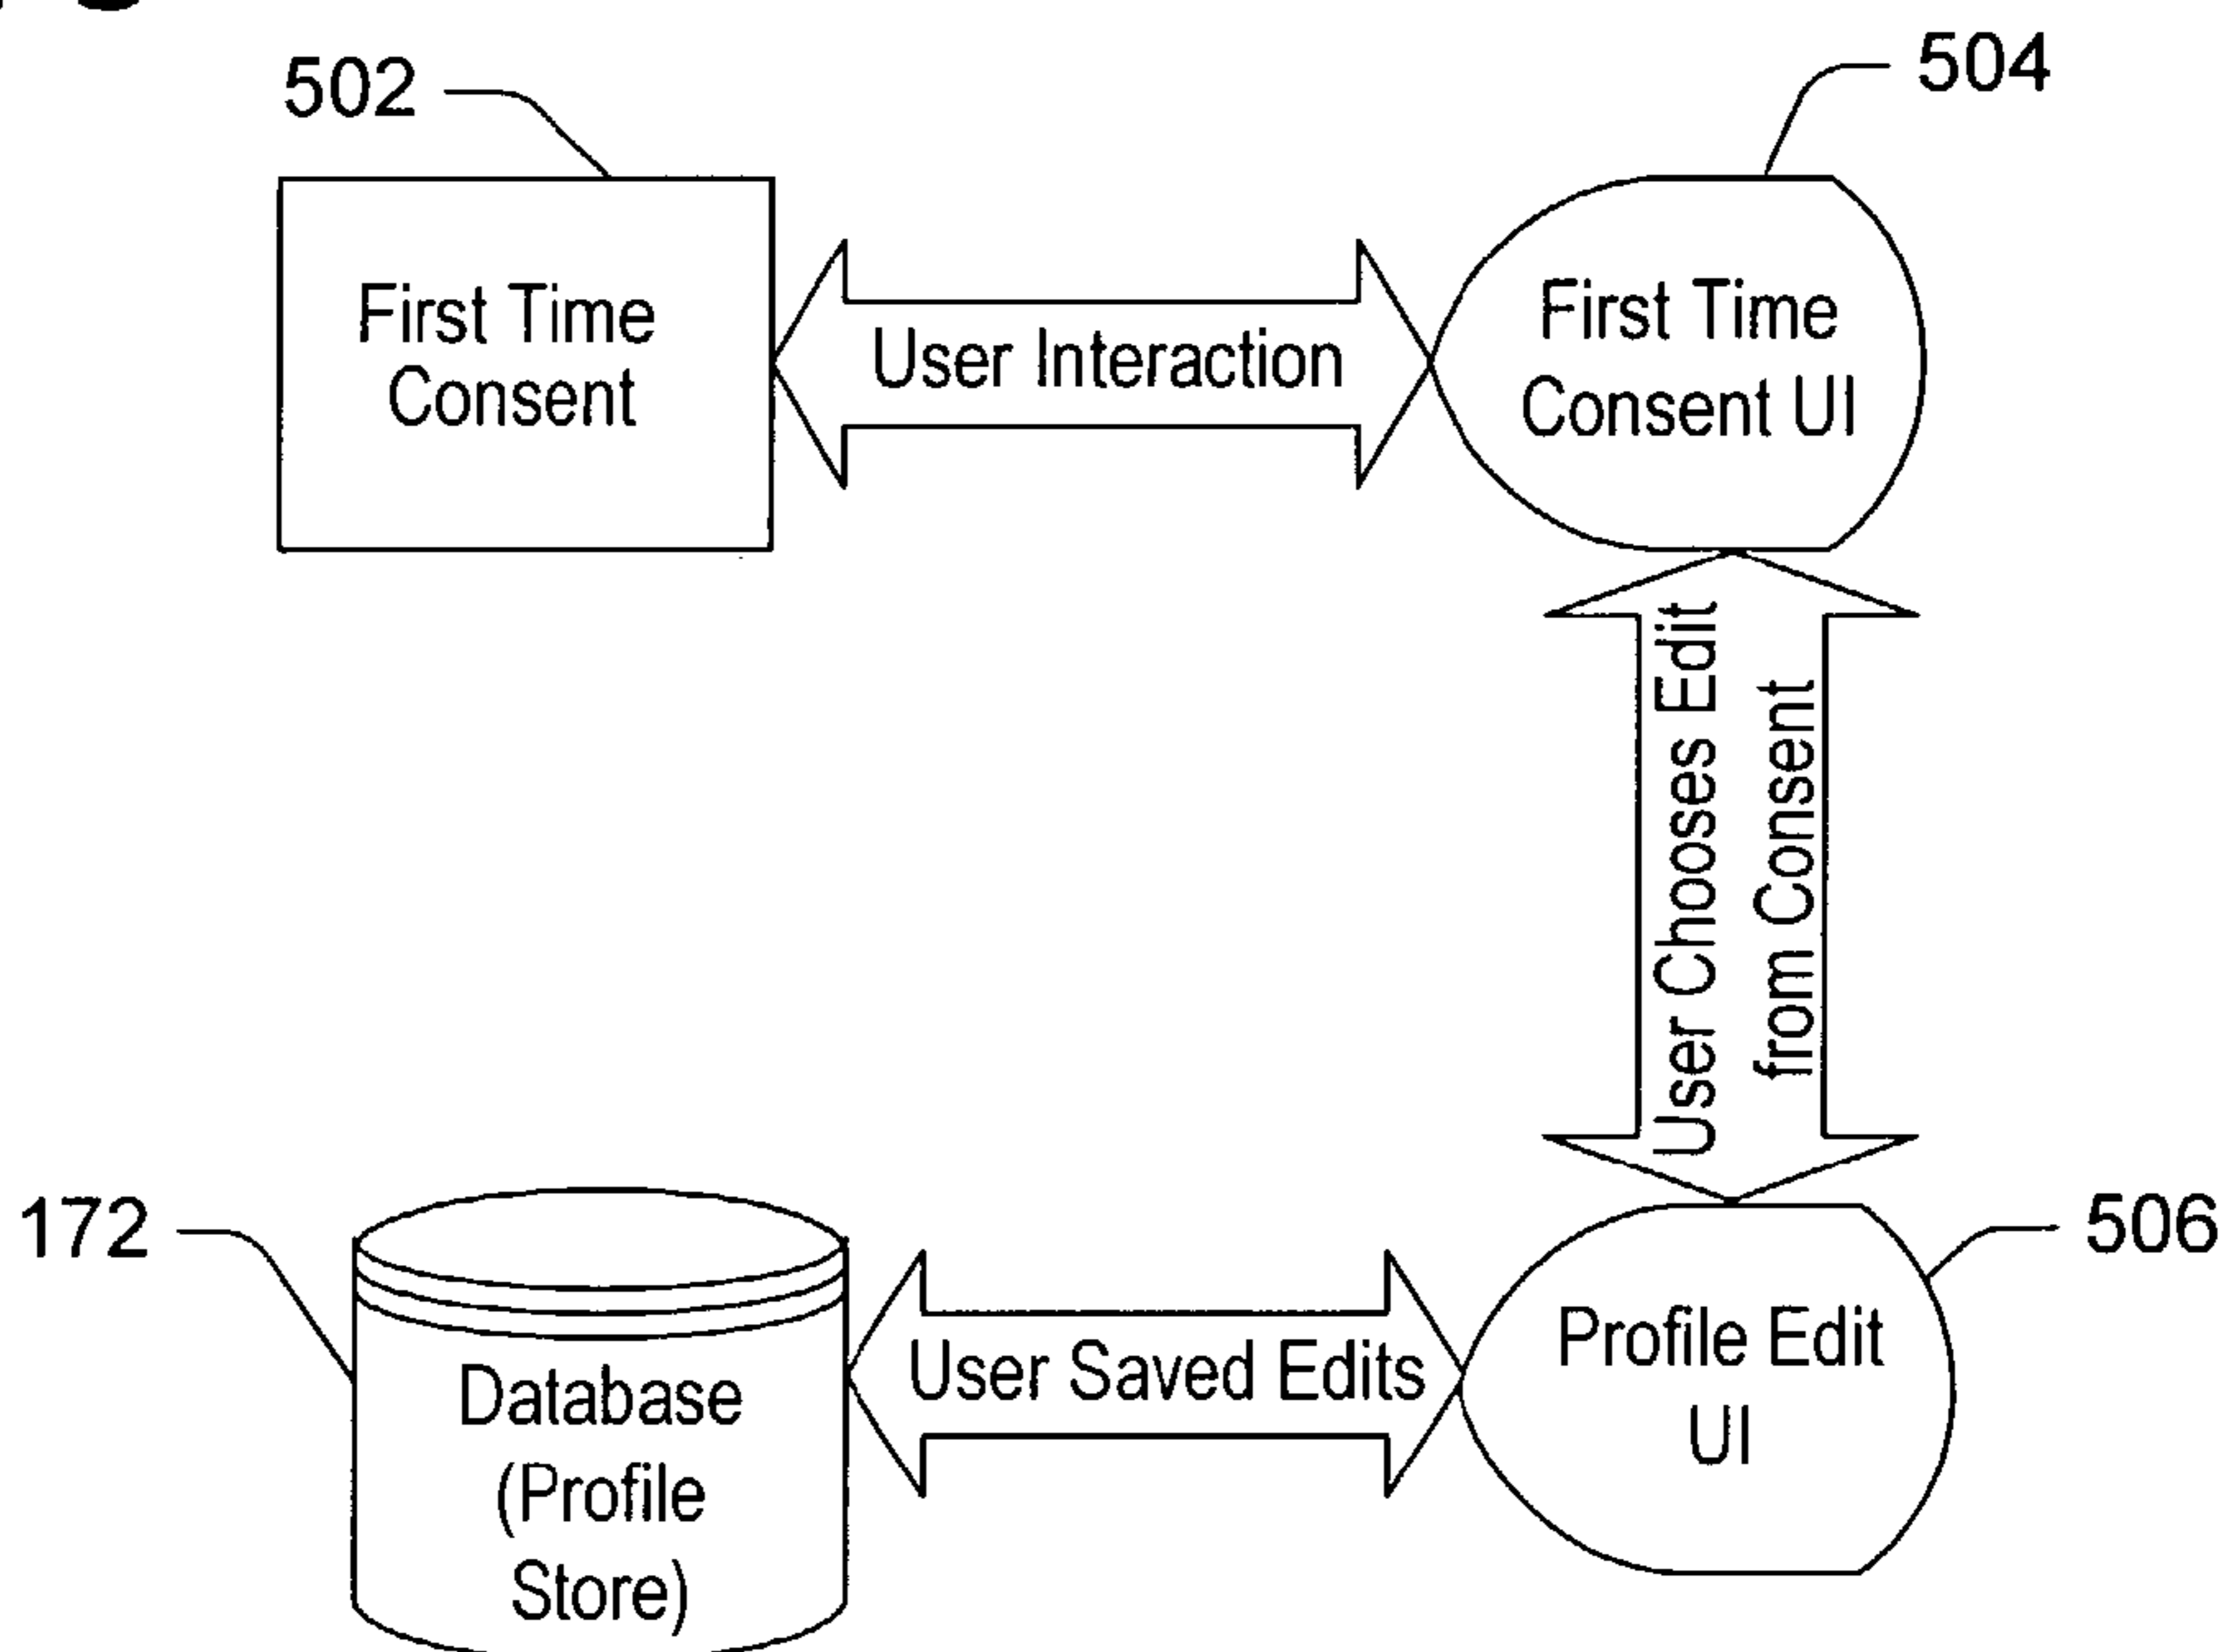 502
504
First Time
Consent
User Interaction
First Time
Consent UI
User Chooses Edit
from Consent
172
506
Database
(Profile
Store)
User Saved Edits
Profile Edit
UI